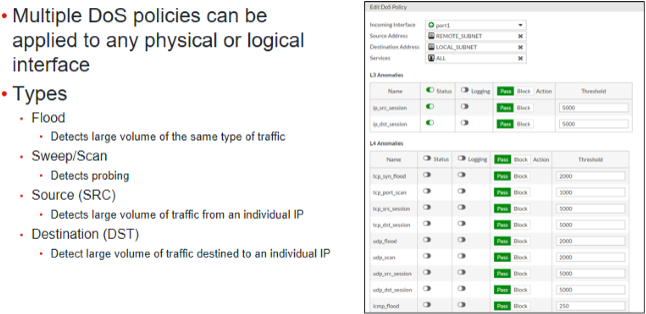 • Multiple DoS policies can be
applied to any physical or logical
interface
• Types
• Flood
• Detects large volume of the same type of traffic
• Sweep/Scan
• Detects probing
• Source (SRC)
• Detects large volume of traffic from an individual IP
• Destination (DST)
• Detect large volume of traffic destined to an individual IP
Edit DoS Policy
Incoming Interface port1
Source Address REMOTE_SUBNET
Destination Address LOCAL_SUBNET
Services ALL
L3 Anomalies
Name Status Logging Pass Block Action Threshold
ip_src_session Pass Block 5000
ip_dst_session Pass Block 5000
L4 Anomalies
Name Status Logging Pass Block Action Threshold
tcp_syn_flood Pass Block 2000
tcp_port_scan Pass Block 1000
tcp_src_session Pass Block 5000
tcp_dst_session Pass Block 5000
udp_flood Pass Block 2000
udp_scan Pass Block 2000
udp_src_session Pass Block 5000
udp_dst_session Pass Block 5000
icmp_flood Pass Block 250